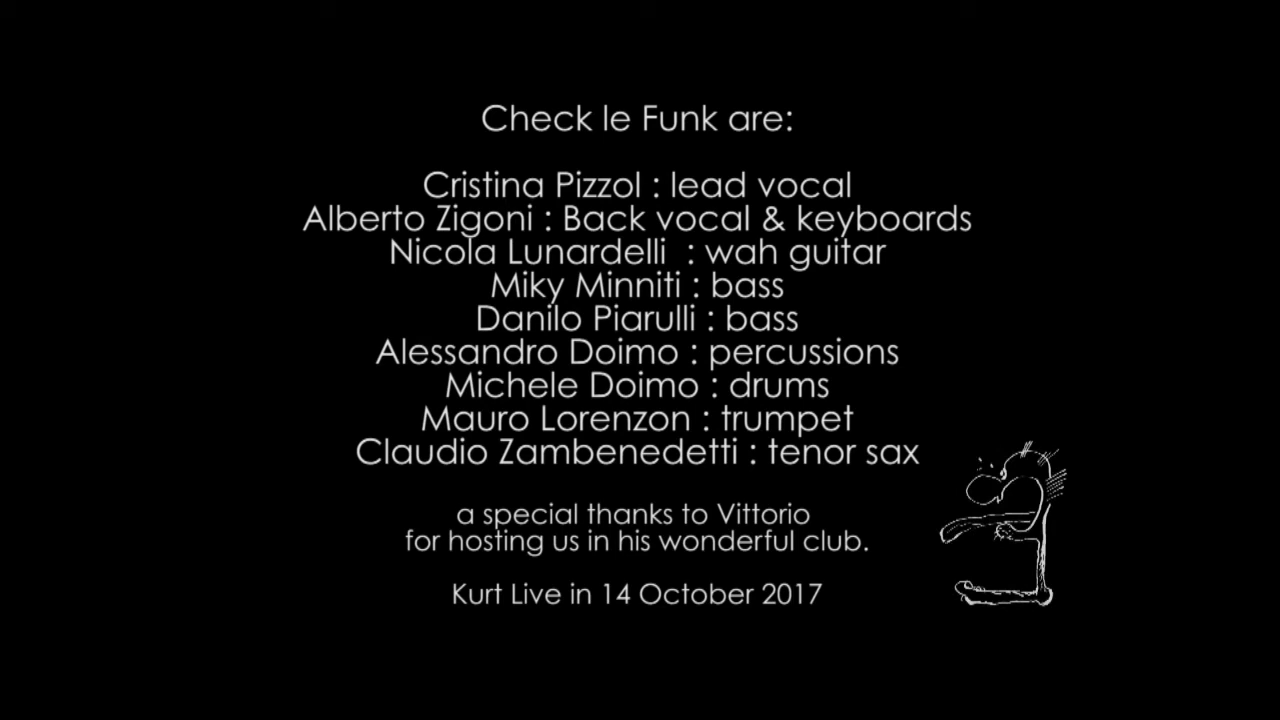 Check le Funk are:
Cristina Pizzol : lead vocal
Alberto Zigoni : Back vocal & keyboards
Nicola Lunardelli : wah guitar
Miky Minniti : bass
Danilo Piarulli : bass
Alessandro Doimo : percussions
Michele Doimo : drums
Mauro Lorenzon : trumpet
Claudio Zambenedetti : tenor sax
a special thanks to Vittorio
for hosting us in his wonderful club.
Kurt Live in 14 October 2017